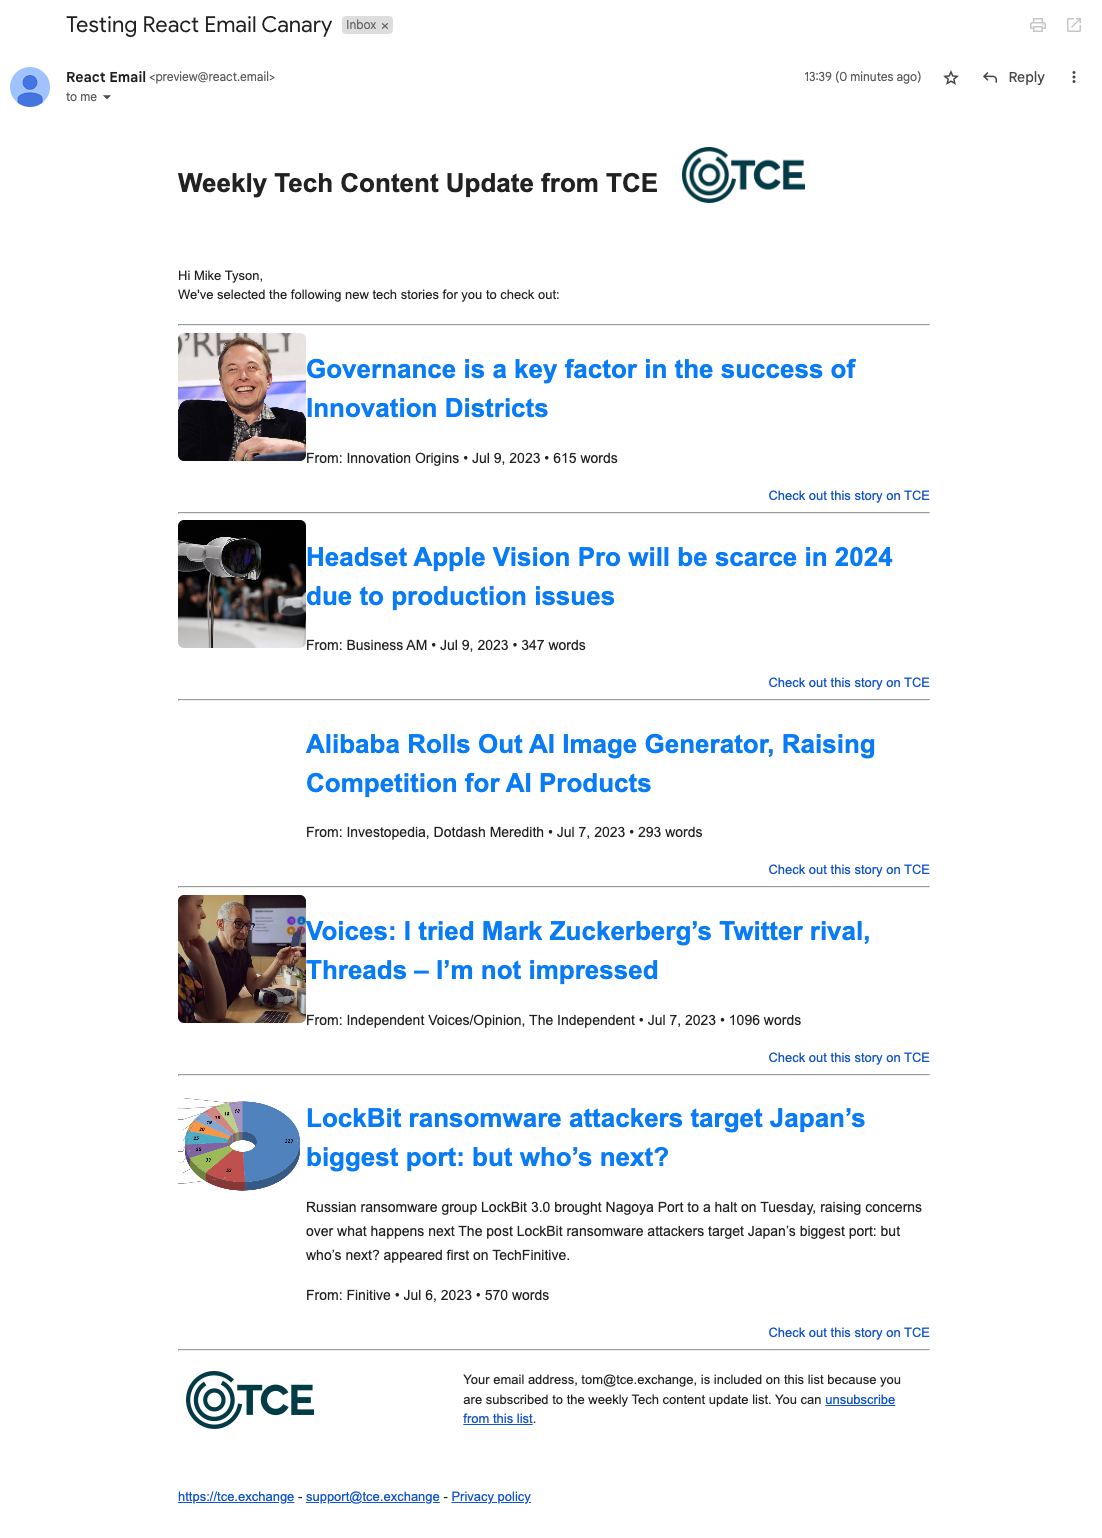 Testing React Email Canary Inbox ×
React Email <preview@react.email> 13:39 (0 minutes ago) Reply
to me
Weekly Tech Content Update from TCE TCE
Hi Mike Tyson,
We've selected the following new tech stories for you to check out:
O'REILLY
Governance is a key factor in the success of
Innovation Districts
From: Innovation Origins • Jul 9, 2023 • 615 words
Check out this story on TCE
Headset Apple Vision Pro will be scarce in 2024
due to production issues
From: Business AM • Jul 9, 2023 • 347 words
Check out this story on TCE
Alibaba Rolls Out AI Image Generator, Raising
Competition for AI Products
From: Investopedia, Dotdash Meredith • Jul 7, 2023 • 293 words
Check out this story on TCE
Voices: I tried Mark Zuckerberg’s Twitter rival,
Threads – I’m not impressed
From: Independent Voices/Opinion, The Independent • Jul 7, 2023 • 1096 words
Check out this story on TCE
LockBit ransomware attackers target Japan’s
biggest port: but who’s next?
Russian ransomware group LockBit 3.0 brought Nagoya Port to a halt on Tuesday, raising concerns
over what happens next The post LockBit ransomware attackers target Japan’s biggest port: but
who’s next? appeared first on TechFinitive.
From: Finitive • Jul 6, 2023 • 570 words
Check out this story on TCE
TCE
Your email address, tom@tce.exchange, is included on this list because you
are subscribed to the weekly Tech content update list. You can unsubscribe
from this list.
https://tce.exchange - support@tce.exchange - Privacy policy